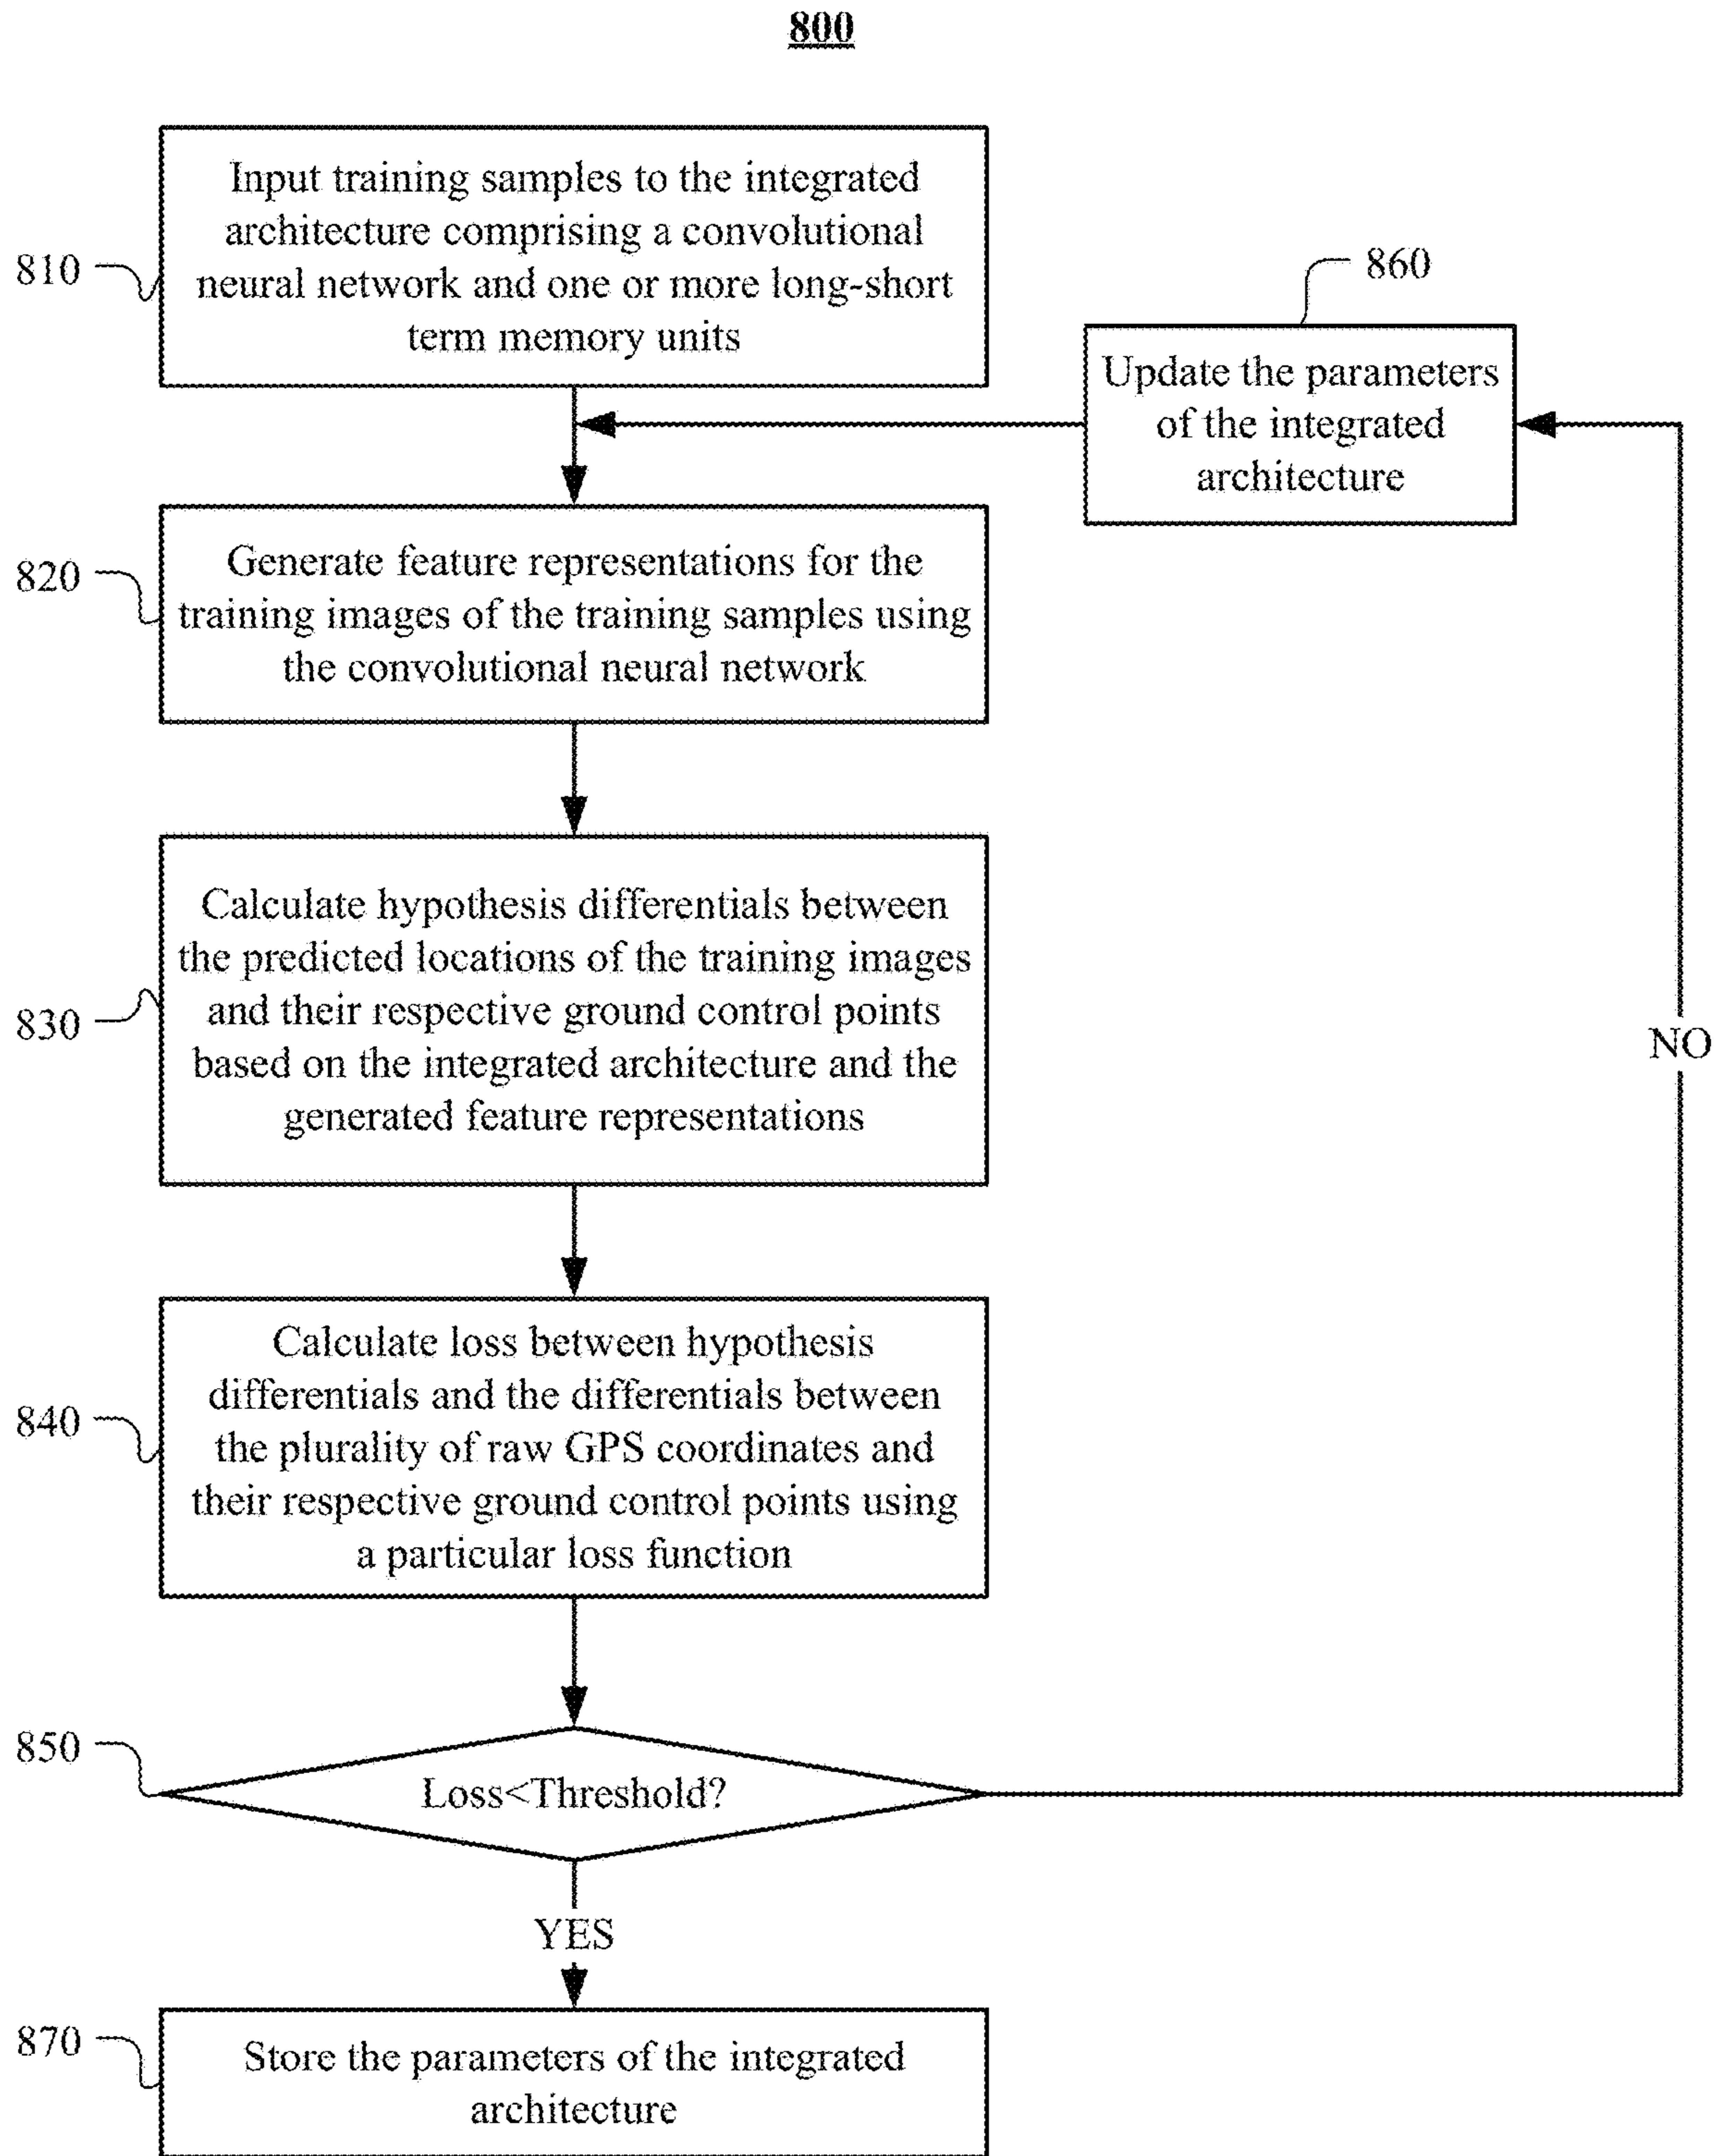 800
810
Input training samples to the integrated
architecture comprising a convolutional
neural network and one or more long-short
term memory units
860
Update the parameters
of the integrated
architecture
820
Generate feature representations for the
training images of the training samples using
the convolutional neural network
830
Calculate hypothesis differentials between
the predicted locations of the training images
and their respective ground control points
based on the integrated architecture and the
generated feature representations
NO
840
Calculate loss between hypothesis
differentials and the differentials between
the plurality of raw GPS coordinates and
their respective ground control points using
a particular loss function
850
Loss<Threshold?
YES
870
Store the parameters of the integrated
architecture